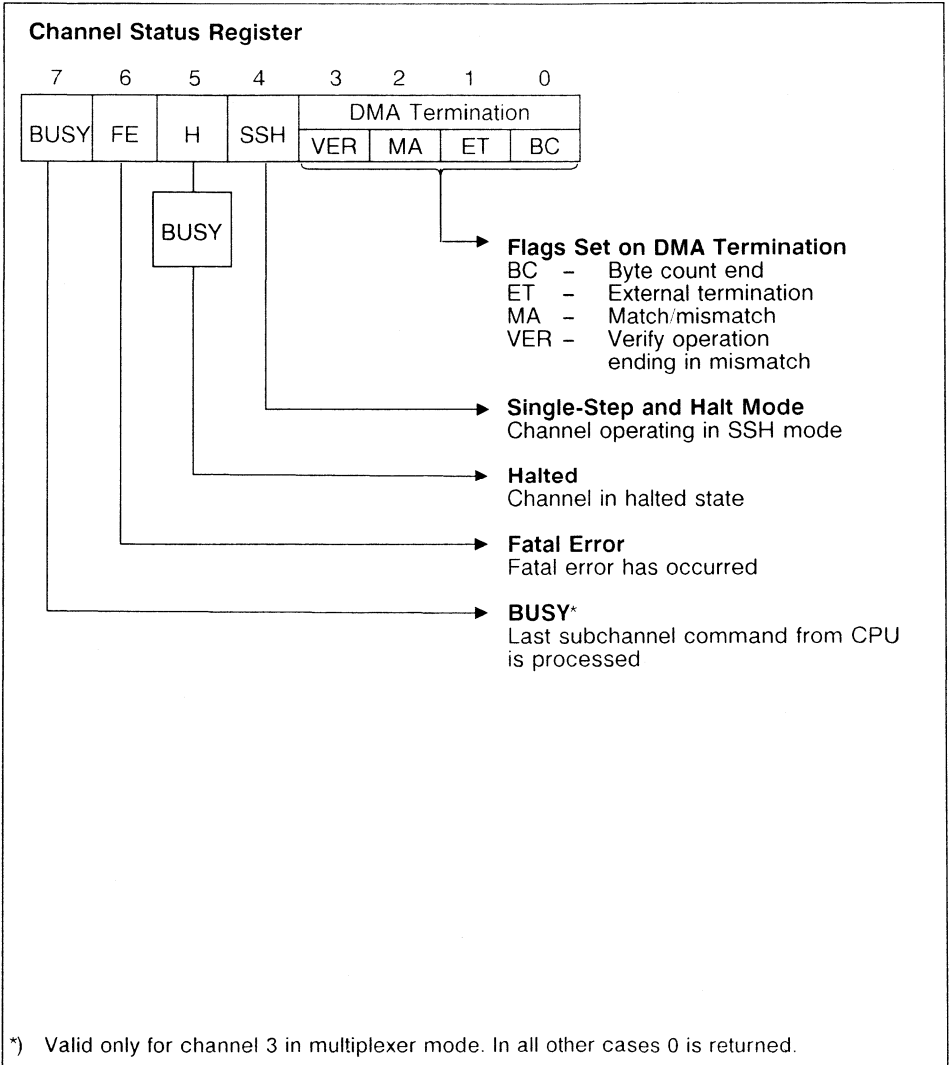 Channel Status Register
7 6 5 4 3 2 1 0
DMA Termination
BUSY FE H SSH VER MA ET BC
BUSY
Flags Set on DMA Termination
BC – Byte count end
ET – External termination
MA – Match/mismatch
VER – Verify operation
ending in mismatch
Single-Step and Halt Mode
Channel operating in SSH mode
Halted
Channel in halted state
Fatal Error
Fatal error has occurred
BUSY*
Last subchannel command from CPU
is processed
*) Valid only for channel 3 in multiplexer mode. In all other cases 0 is returned.